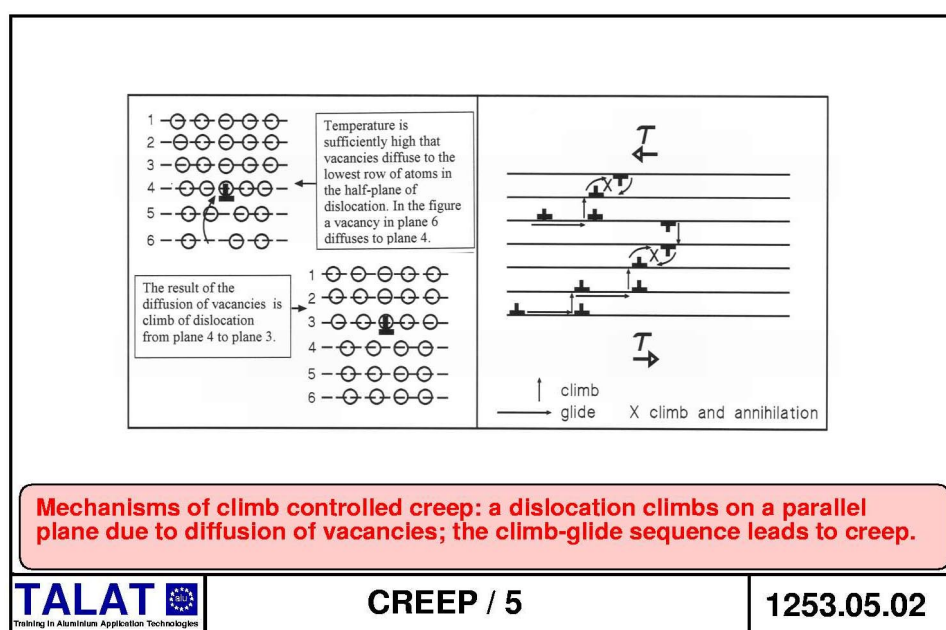 1
2
3
4
5
6
Temperature is
sufficiently high that
vacancies diffuse to the
lowest row of atoms in
the half-plane of
dislocation. In the figure
a vacancy in plane 6
diffuses to plane 4.
The result of the
diffusion of vacancies is
climb of dislocation
from plane 4 to plane 3.
1
2
3
4
5
6
τ
X
X
τ
climb
glide X climb and annihilation
Mechanisms of climb controlled creep: a dislocation climbs on a parallel
plane due to diffusion of vacancies; the climb-glide sequence leads to creep.
TALAT alu
Training in Aluminium Application Technologies
CREEP / 5
1253.05.02